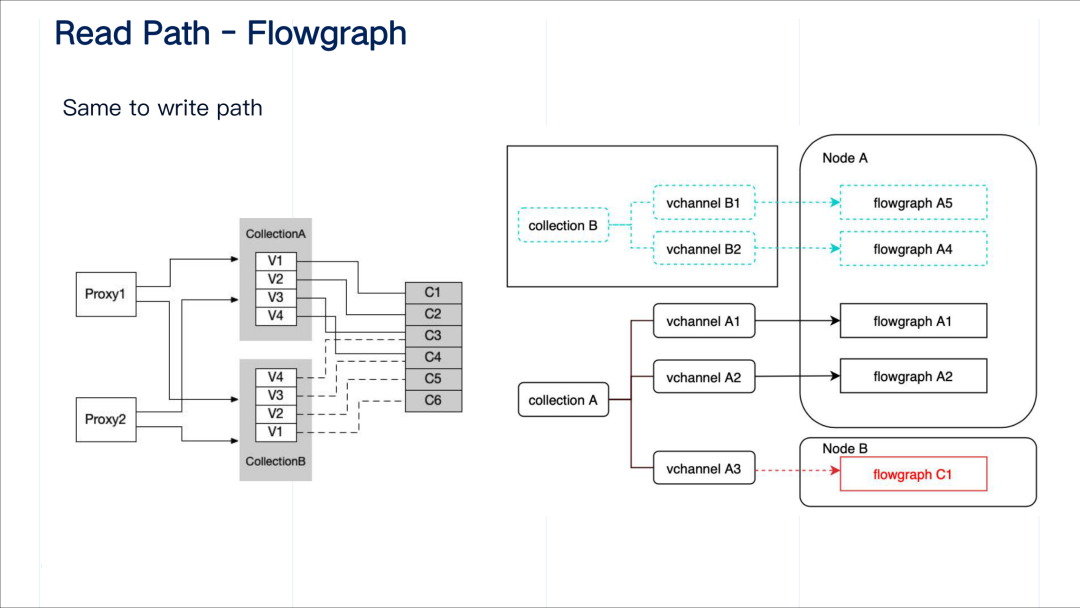 Read Path - Flowgraph
Same to write path
Proxy1
Proxy2
CollectionA
V1
V2
V3
V4
V4
V3
V2
V1
CollectionB
C1
C2
C3
C4
C5
C6
collection B
vchannel B1
vchannel B2
collection A
vchannel A1
vchannel A2
vchannel A3
Node A
flowgraph A5
flowgraph A4
flowgraph A1
flowgraph A2
Node B
flowgraph C1